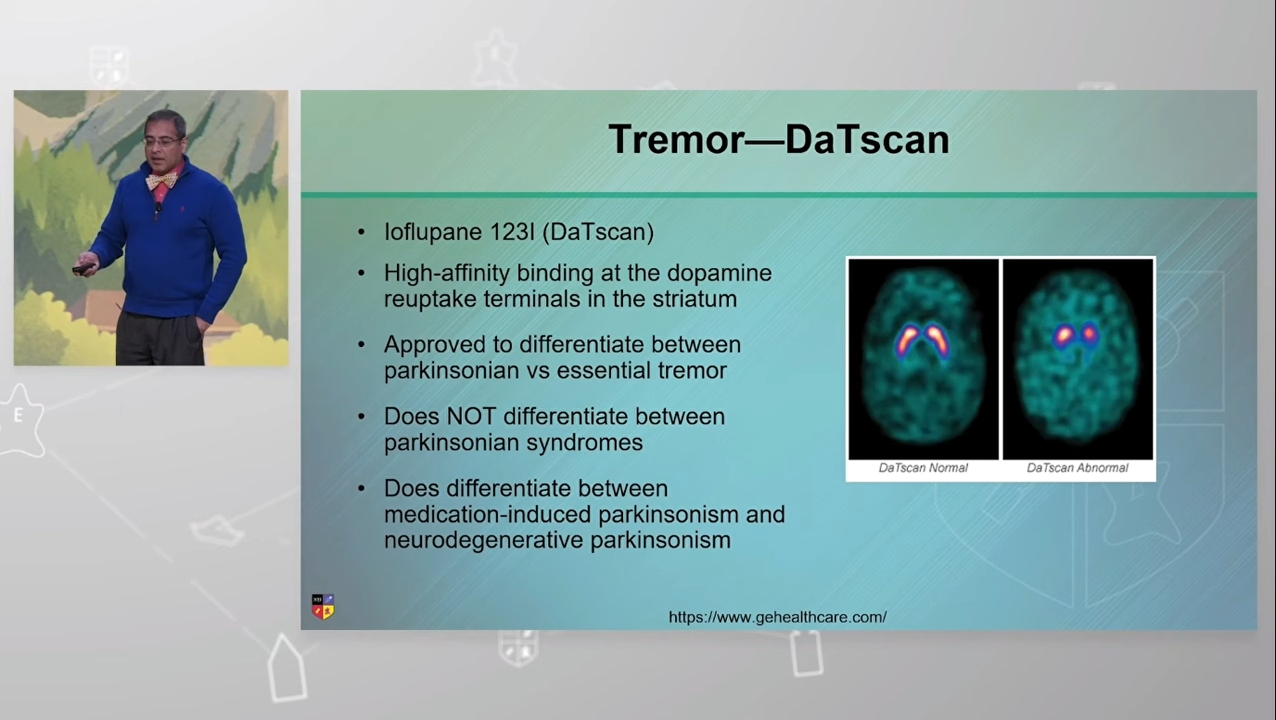 Tremor—DaTscan
• Ioflupane 123I (DaTscan)
• High-affinity binding at the dopamine
reuptake terminals in the striatum
• Approved to differentiate between
parkinsonian vs essential tremor
• Does NOT differentiate between
parkinsonian syndromes
• Does differentiate between
medication-induced parkinsonism and
neurodegenerative parkinsonism
DaTscan Normal
DaTscan Abnormal
https://www.gehealthcare.com/
E